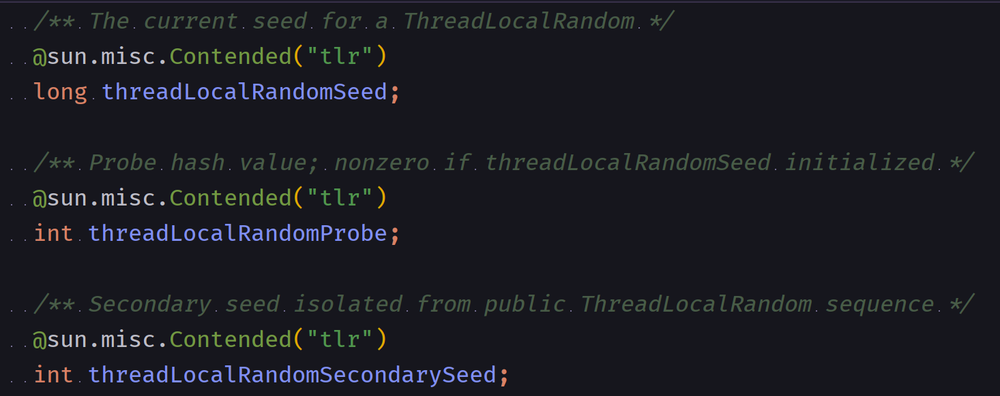 /** The current seed for a ThreadLocalRandom */
@sun.misc.Contended("tlr")
long threadLocalRandomSeed;
/** Probe hash value; nonzero if threadLocalRandomSeed initialized */
@sun.misc.Contended("tlr")
int threadLocalRandomProbe;
/** Secondary seed isolated from public ThreadLocalRandom sequence */
@sun.misc.Contended("tlr")
int threadLocalRandomSecondarySeed;